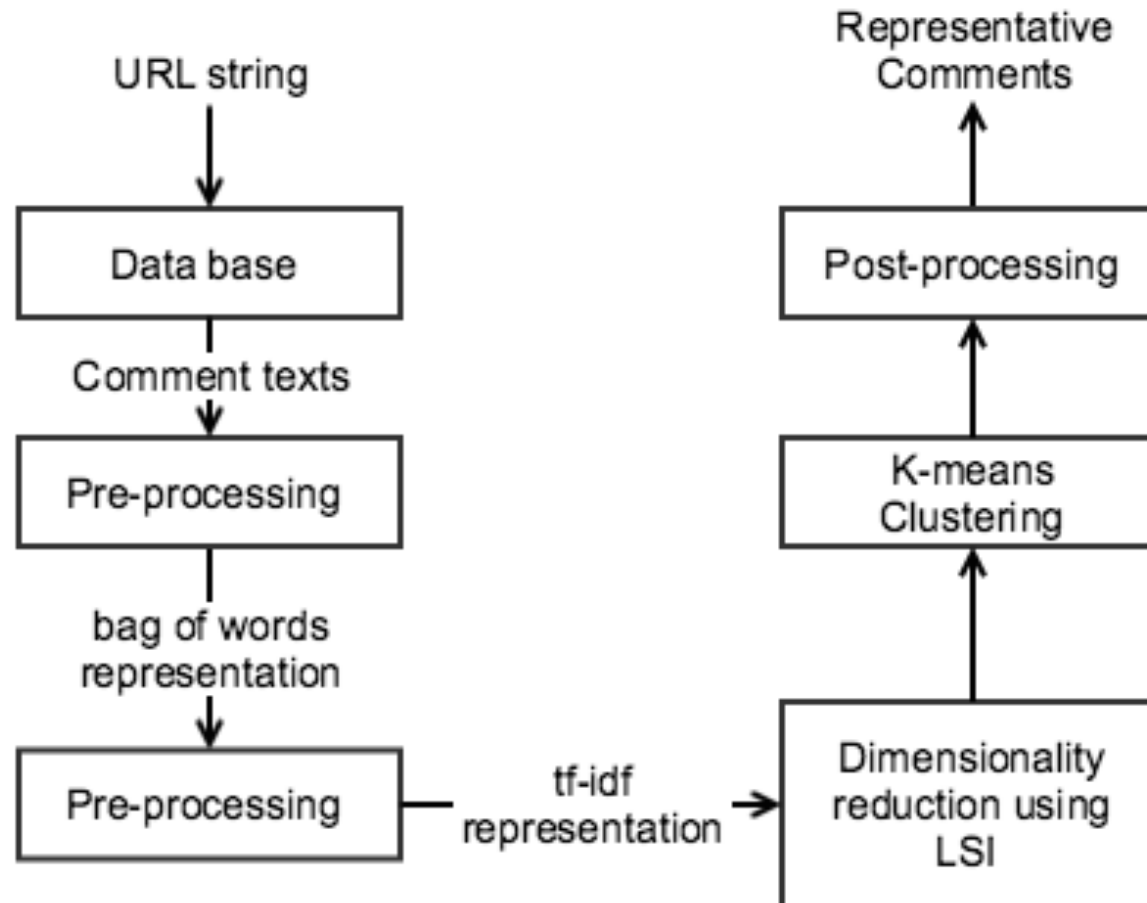 URL string
Data base
Comment texts
Pre-processing
bag of words
representation
Pre-processing
tf-idf
representation
Dimensionality
reduction using
LSI
K-means
Clustering
Post-processing
Representative
Comments